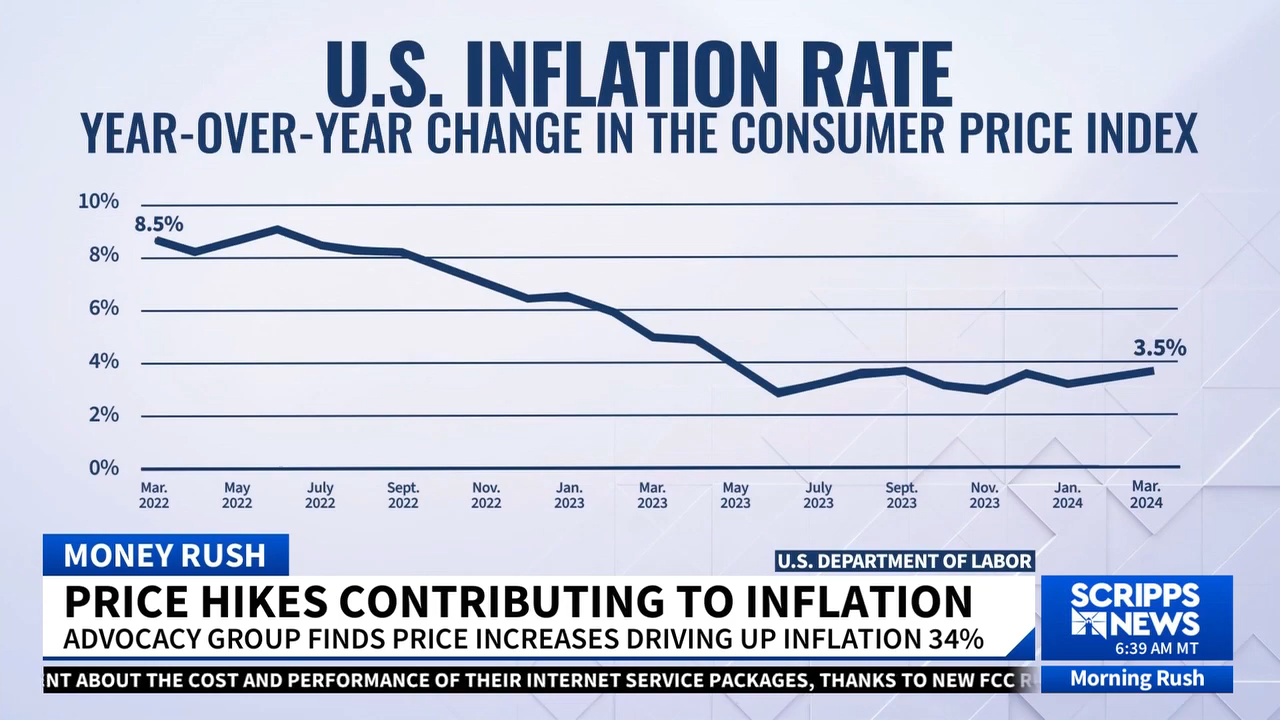 U.S. INFLATION RATE
YEAR-OVER-YEAR CHANGE IN THE CONSUMER PRICE INDEX
10%
8.5%
8%
6%
4%
3.5%
2%
0%
Mar. 2022
May 2022
July 2022
Sept. 2022
Nov. 2022
Jan. 2023
Mar. 2023
May 2023
July 2023
Sept. 2023
Nov. 2023
Jan. 2024
Mar. 2024
MONEY RUSH
U.S. DEPARTMENT OF LABOR
PRICE HIKES CONTRIBUTING TO INFLATION
ADVOCACY GROUP FINDS PRICE INCREASES DRIVING UP INFLATION 34%
SCRIPPS
NEWS
6:39 AM MT
ABOUT THE COST AND PERFORMANCE OF THEIR INTERNET SERVICE PACKAGES, THANKS TO NEW FCC
Morning Rush